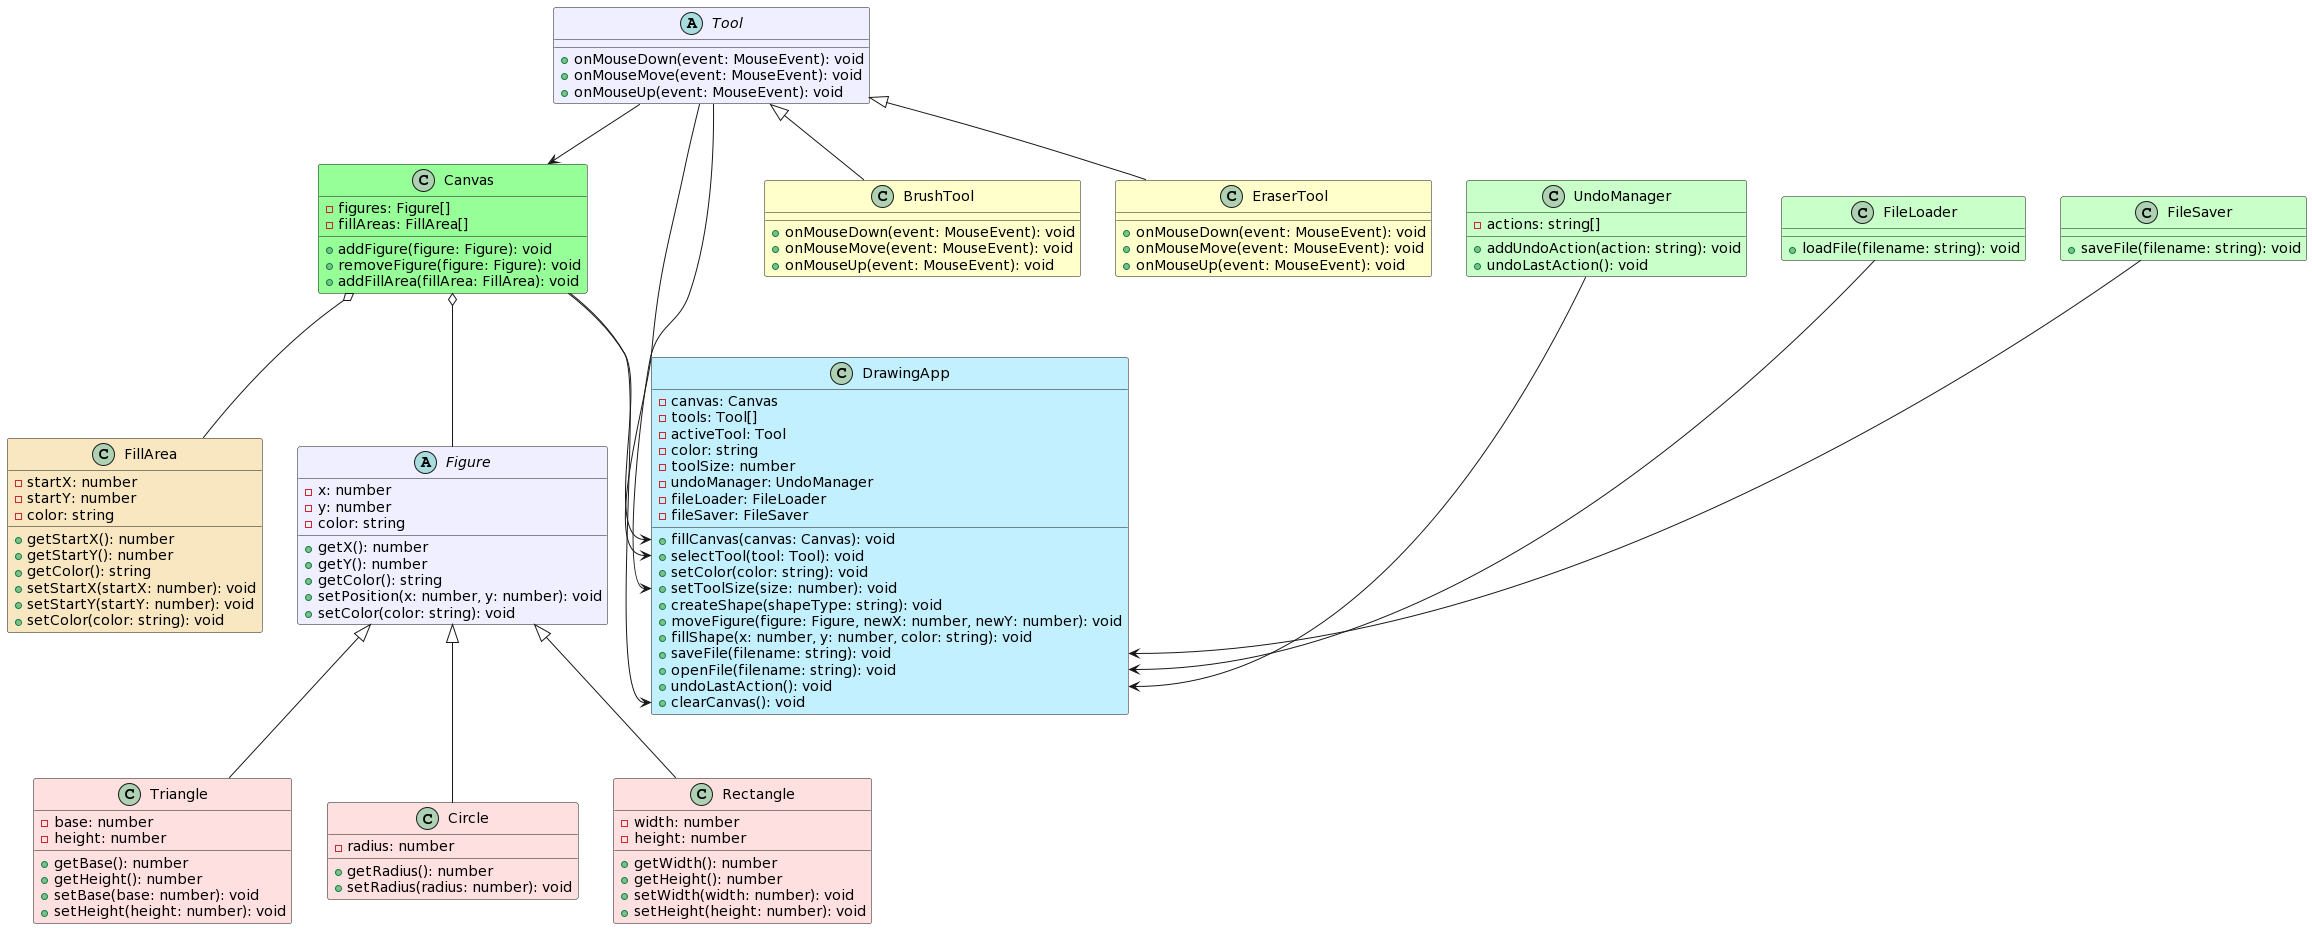 A Tool
onMouseDown(event: MouseEvent): void
onMouseMove(event: MouseEvent): void
onMouseUp(event: MouseEvent): void
C Canvas
figures: Figure[]
fillAreas: FillArea[]
addFigure(figure: Figure): void
removeFigure(figure: Figure): void
addFillArea(fillArea: FillArea): void
C BrushTool
onMouseDown(event: MouseEvent): void
onMouseMove(event: MouseEvent): void
onMouseUp(event: MouseEvent): void
C EraserTool
onMouseDown(event: MouseEvent): void
onMouseMove(event: MouseEvent): void
onMouseUp(event: MouseEvent): void
C UndoManager
actions: string[]
addUndoAction(action: string): void
undoLastAction(): void
C FileLoader
loadFile(filename: string): void
C FileSaver
saveFile(filename: string): void
C FillArea
startX: number
startY: number
color: string
getStartX(): number
getStartY(): number
getColor(): string
setStartX(startX: number): void
setStartY(startY: number): void
setColor(color: string): void
A Figure
x: number
y: number
color: string
getX(): number
getY(): number
getColor(): string
setPosition(x: number, y: number): void
setColor(color: string): void
C DrawingApp
canvas: Canvas
tools: Tool[]
activeTool: Tool
color: string
toolSize: number
undoManager: UndoManager
fileLoader: FileLoader
fileSaver: FileSaver
fillCanvas(canvas: Canvas): void
selectTool(tool: Tool): void
setColor(color: string): void
setToolSize(size: number): void
createShape(shapeType: string): void
moveFigure(figure: Figure, newX: number, newY: number): void
fillShape(x: number, y: number, color: string): void
saveFile(filename: string): void
openFile(filename: string): void
undoLastAction(): void
clearCanvas(): void
C Triangle
base: number
height: number
getBase(): number
getHeight(): number
setBase(base: number): void
setHeight(height: number): void
C Circle
radius: number
getRadius(): number
setRadius(radius: number): void
C Rectangle
width: number
height: number
getWidth(): number
getHeight(): number
setWidth(width: number): void
setHeight(height: number): void